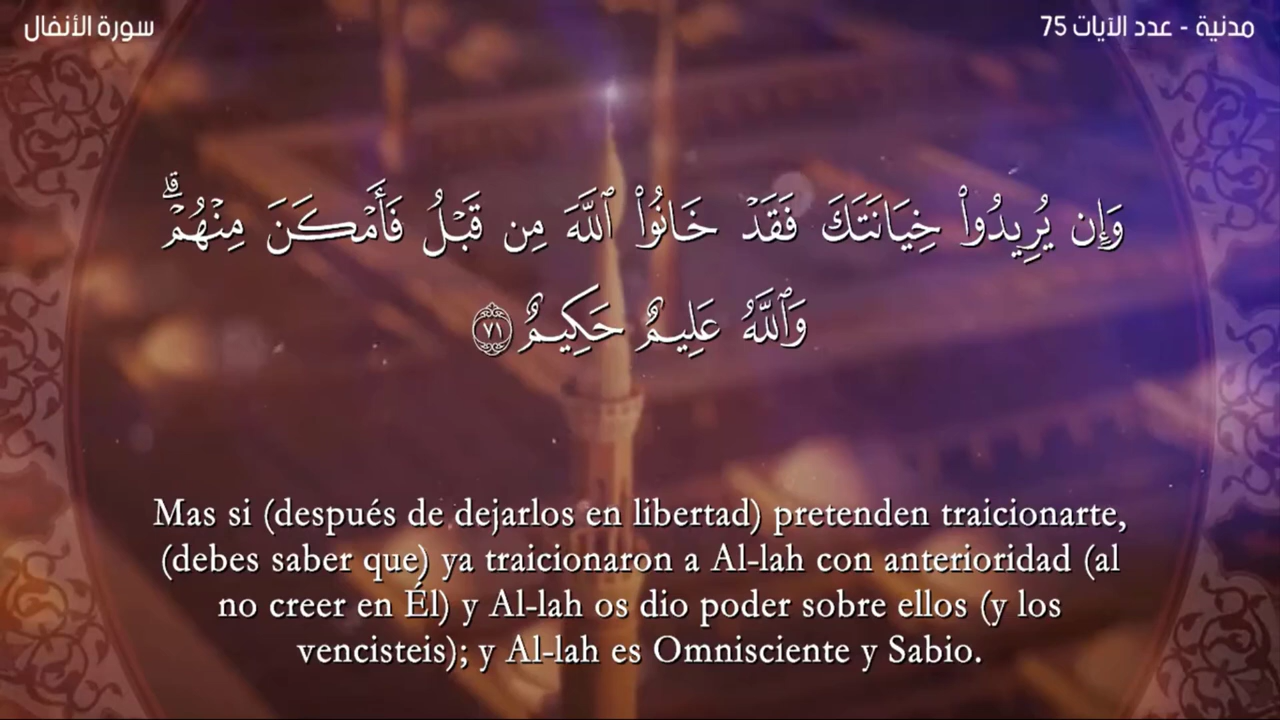 سورة الأنفال
مدنية - عدد الآيات 75
وَإِن يُرِيدُوا۟ خِيَانَتَكَ فَقَدْ خَانُوا۟ ٱللَّهَ مِن قَبْلُ فَأَمْكَنَ مِنْهُمْ ۗ
وَٱللَّهُ عَلِيمٌ حَكِيمٌ ٧١
Mas si (después de dejarlos en libertad) pretenden traicionarte,
(debes saber que) ya traicionaron a Al-lah con anterioridad (al
no creer en Él) y Al-lah os dio poder sobre ellos (y los
vencisteis); y Al-lah es Omnisciente y Sabio.